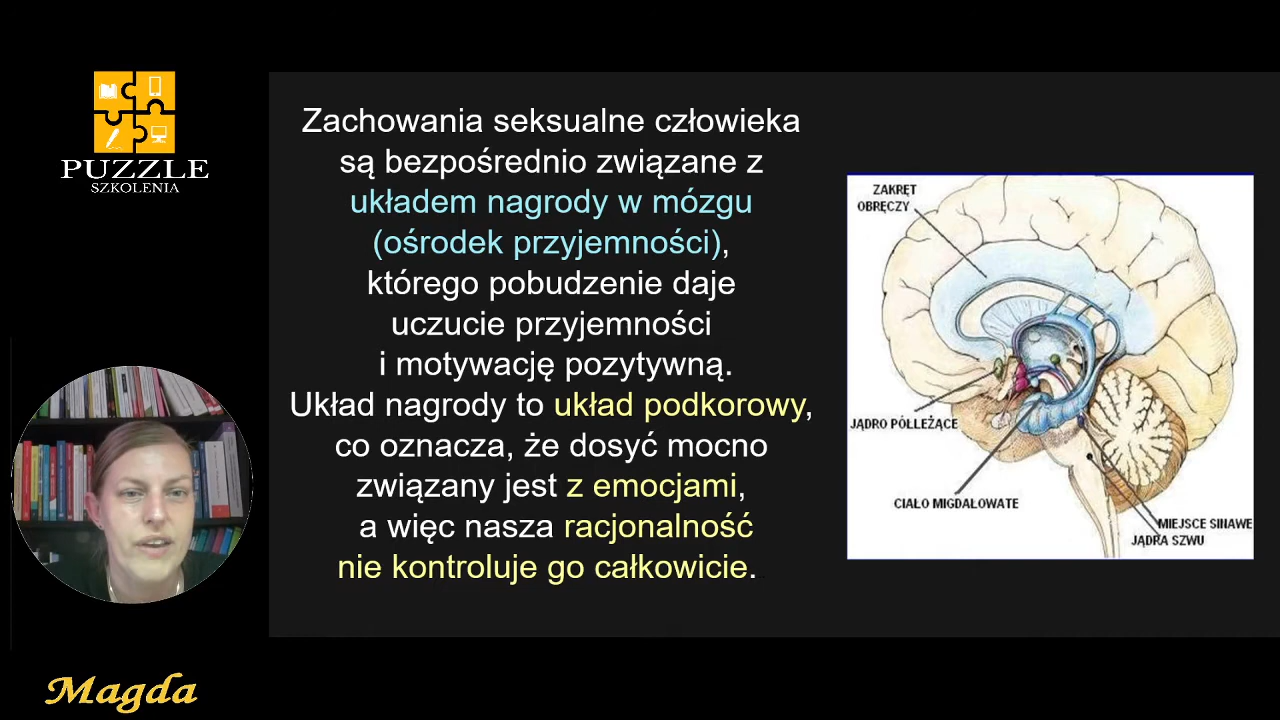 PUZZLE
SZKOLENIA
Zachowania seksualne człowieka
są bezpośrednio związane z
układem nagrody w mózgu
(ośrodek przyjemności),
którego pobudzenie daje
uczucie przyjemności
i motywację pozytywną.
Układ nagrody to układ podkorowy,
co oznacza, że dosyć mocno
związany jest z emocjami,
a więc nasza racjonalność
nie kontroluje go całkowicie.
ZAKRĘT
OBRĘCZY
JĄDRO PÓLLEŻĄCE
CIAŁO MIGDAŁOWATE
MIEJSCE SINAWE
JĄDRA SZWU
Magda